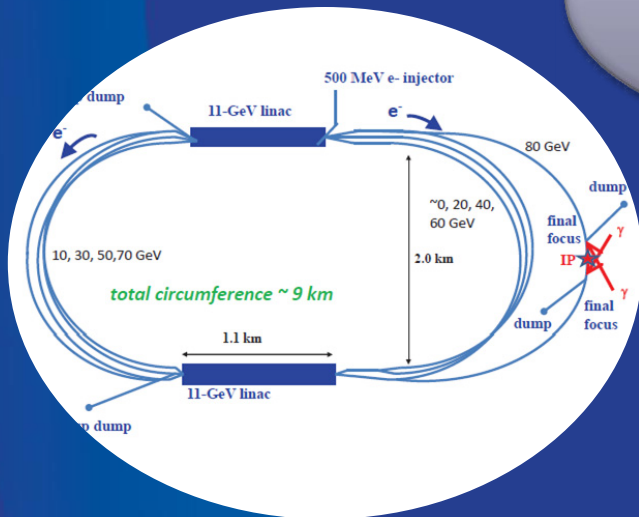 500 MeV e- injector
dump
11-GeV linac
e-
e-
80 GeV
dump
~0, 20, 40,
60 GeV
final
focus
γ
IP
10, 30, 50,70 GeV
2.0 km
total circumference ~ 9 km
γ
final
focus
dump
1.1 km
11-GeV linac
dump